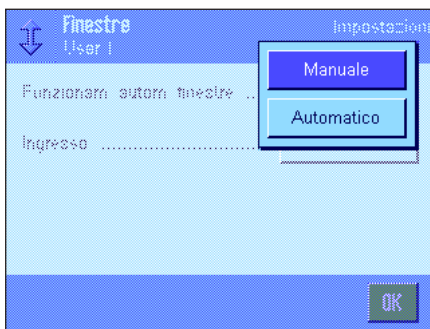 Finestre
Impostazioni
User 1
Manuale
Funzionam. autom. finestre ..
Automatico
Ingresso ........................................
OK